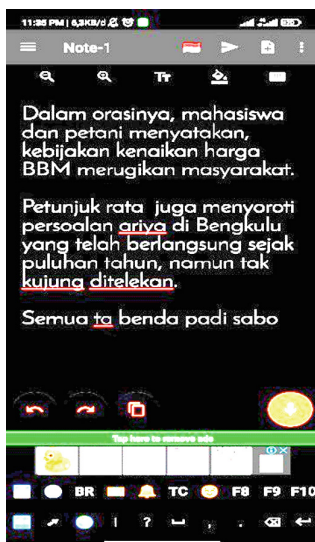 11:35 PM | 6,3KB/d
Note-1
Tт
Dalam orasinya, mahasiswa
dan petani menyatakan,
kebijakan kenaikan harga
BBM merugikan masyarakat.
Petunjuk rata juga menyoroti
persoalan ariya di Bengkulu
yang telah berlangsung sejak
puluhan tahun, namun tak
kujung ditelekan.
Semua ta benda padi sabo
Tap here to remove ads
BR TC F8 F9 F10
! ? , .